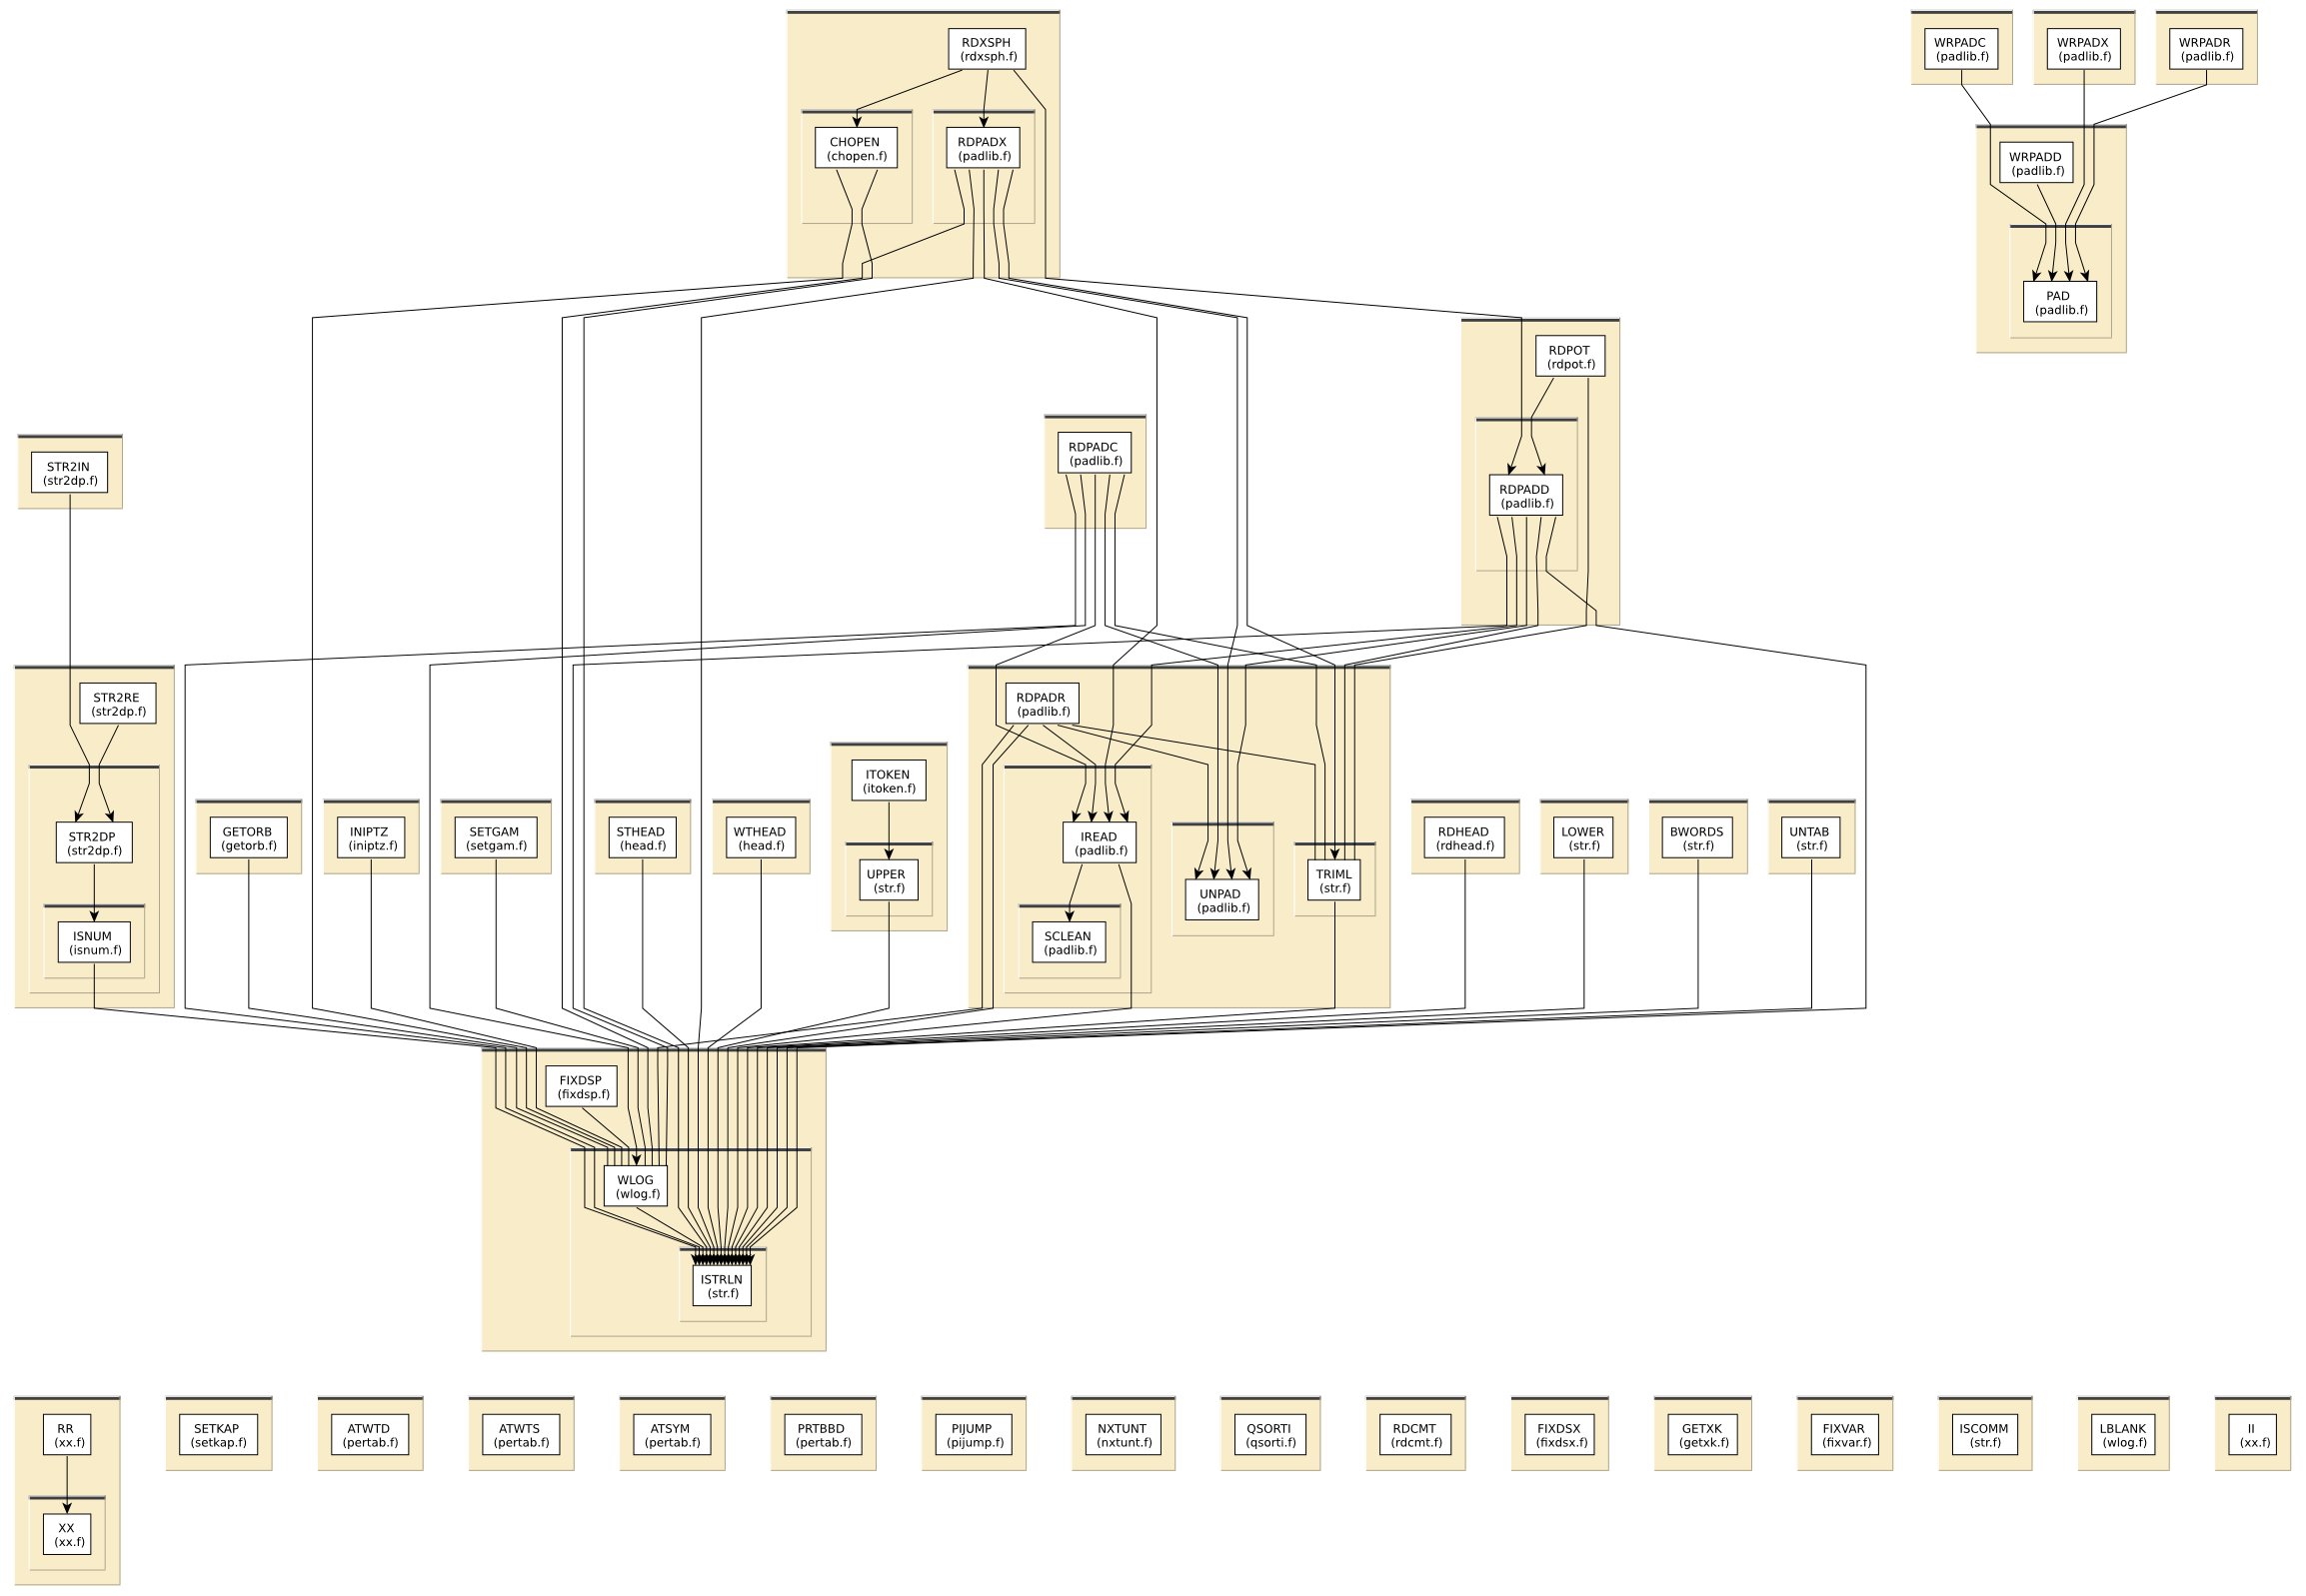 RDXSPH
(rdxsph.f)
WRPADC
(padlib.f)
WRPADX
(padlib.f)
WRPADR
(padlib.f)
CHOPEN
(chopen.f)
RDPADX
(padlib.f)
WRPADD
(padlib.f)
PAD
(padlib.f)
RDPOT
(rdpot.f)
RDPADC
(padlib.f)
STR2IN
(str2dp.f)
RDPADD
(padlib.f)
STR2RE
(str2dp.f)
RDPADR
(padlib.f)
ITOKEN
(itoken.f)
STR2DP
(str2dp.f)
GETORB
(getorb.f)
INIPTZ
(iniptz.f)
SETGAM
(setgam.f)
STHEAD
(head.f)
WTHEAD
(head.f)
IREAD
(padlib.f)
RDHEAD
(rdhead.f)
LOWER
(str.f)
BWORDS
(str.f)
UNTAB
(str.f)
UPPER
(str.f)
UNPAD
(padlib.f)
TRIML
(str.f)
ISNUM
(isnum.f)
SCLEAN
(padlib.f)
FIXDSP
(fixdsp.f)
WLOG
(wlog.f)
ISTRLN
(str.f)
RR
(xx.f)
SETKAP
(setkap.f)
ATWTD
(pertab.f)
ATWTS
(pertab.f)
ATSYM
(pertab.f)
PRTBBD
(pertab.f)
PIJUMP
(pijump.f)
NXTUNT
(nxtunt.f)
QSORTI
(qsorti.f)
RDCMT
(rdcmt.f)
FIXDSX
(fixdsx.f)
GETXK
(getxk.f)
FIXVAR
(fixvar.f)
ISCOMM
(str.f)
LBLANK
(wlog.f)
II
(xx.f)
XX
(xx.f)